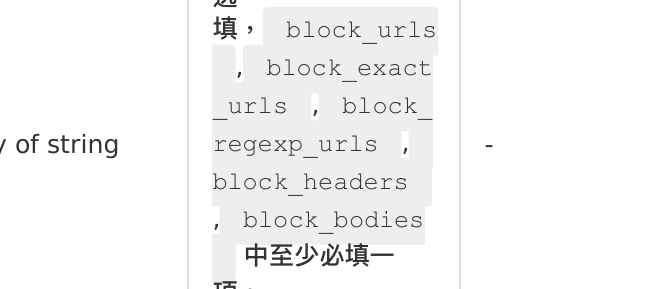 填， block_urls
, block_exact
_urls , block_
regexp_urls ,
block_headers
, block_bodies
中至少必填一
y of string
-